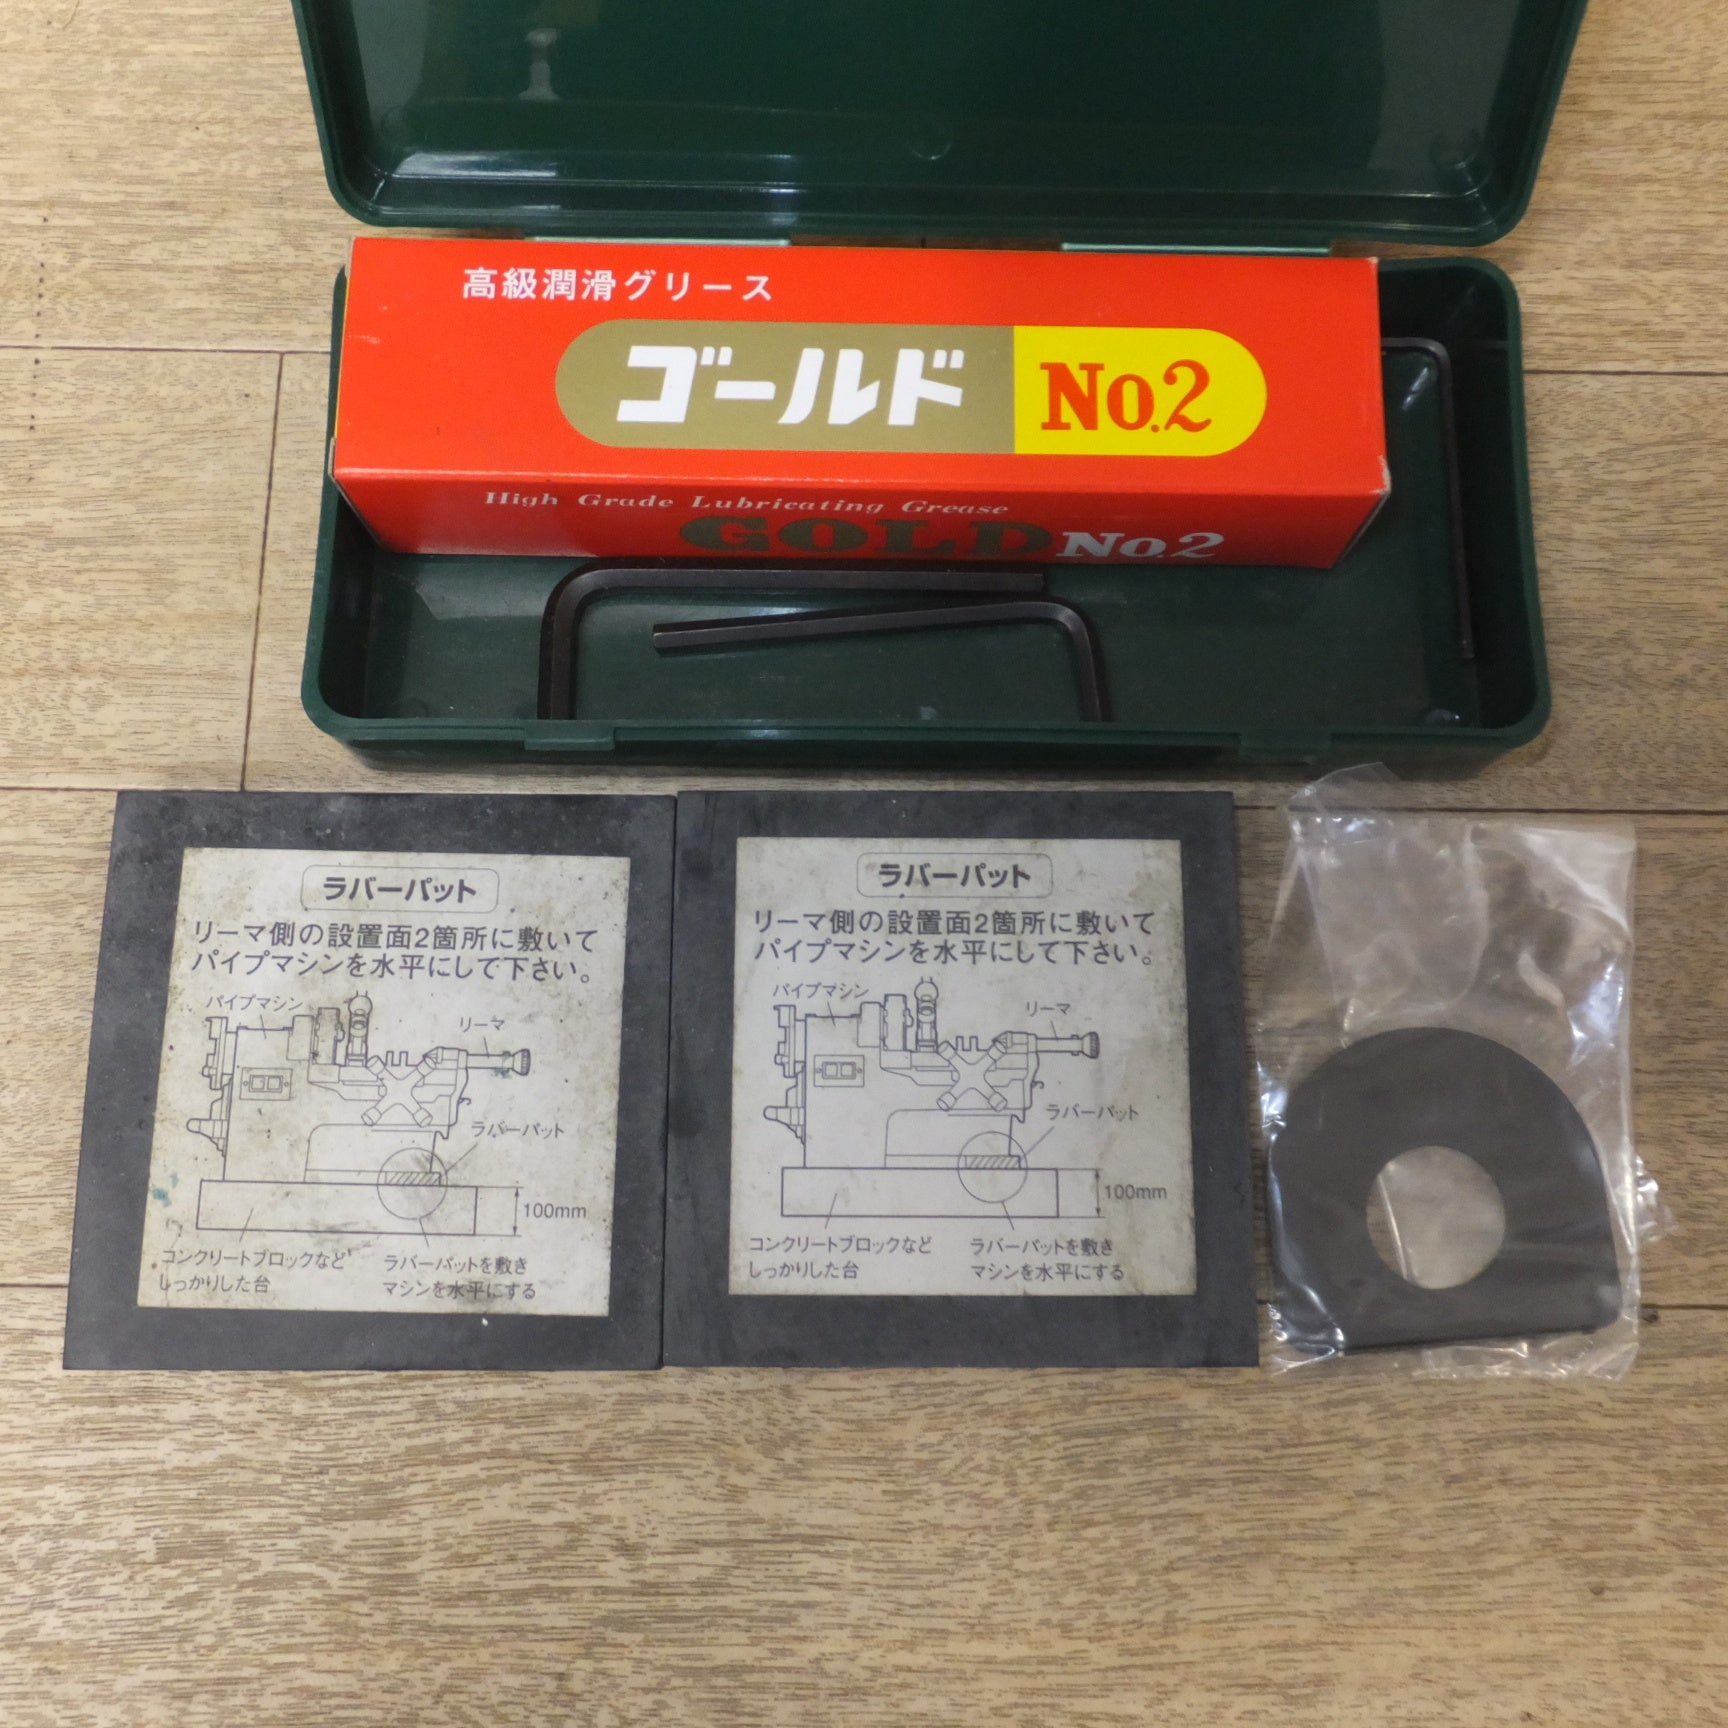 高級潤滑グリース
ゴールド No.2
High Grade Lubricating Grease
GOLD No.2
ラバーパット
リーマ側の設置面2箇所に敷いて
パイプマシンを水平にして下さい。
パイプマシン
リーマ
ラバーパット
100mm
コンクリートブロックなど
しっかりした台
ラバーパットを敷き
マシンを水平にする
ラバーパット
リーマ側の設置面2箇所に敷いて
パイプマシンを水平にして下さい。
パイプマシン
リーマ
ラバーパット
100mm
コンクリートブロックなど
しっかりした台
ラバーパットを敷き
マシンを水平にする